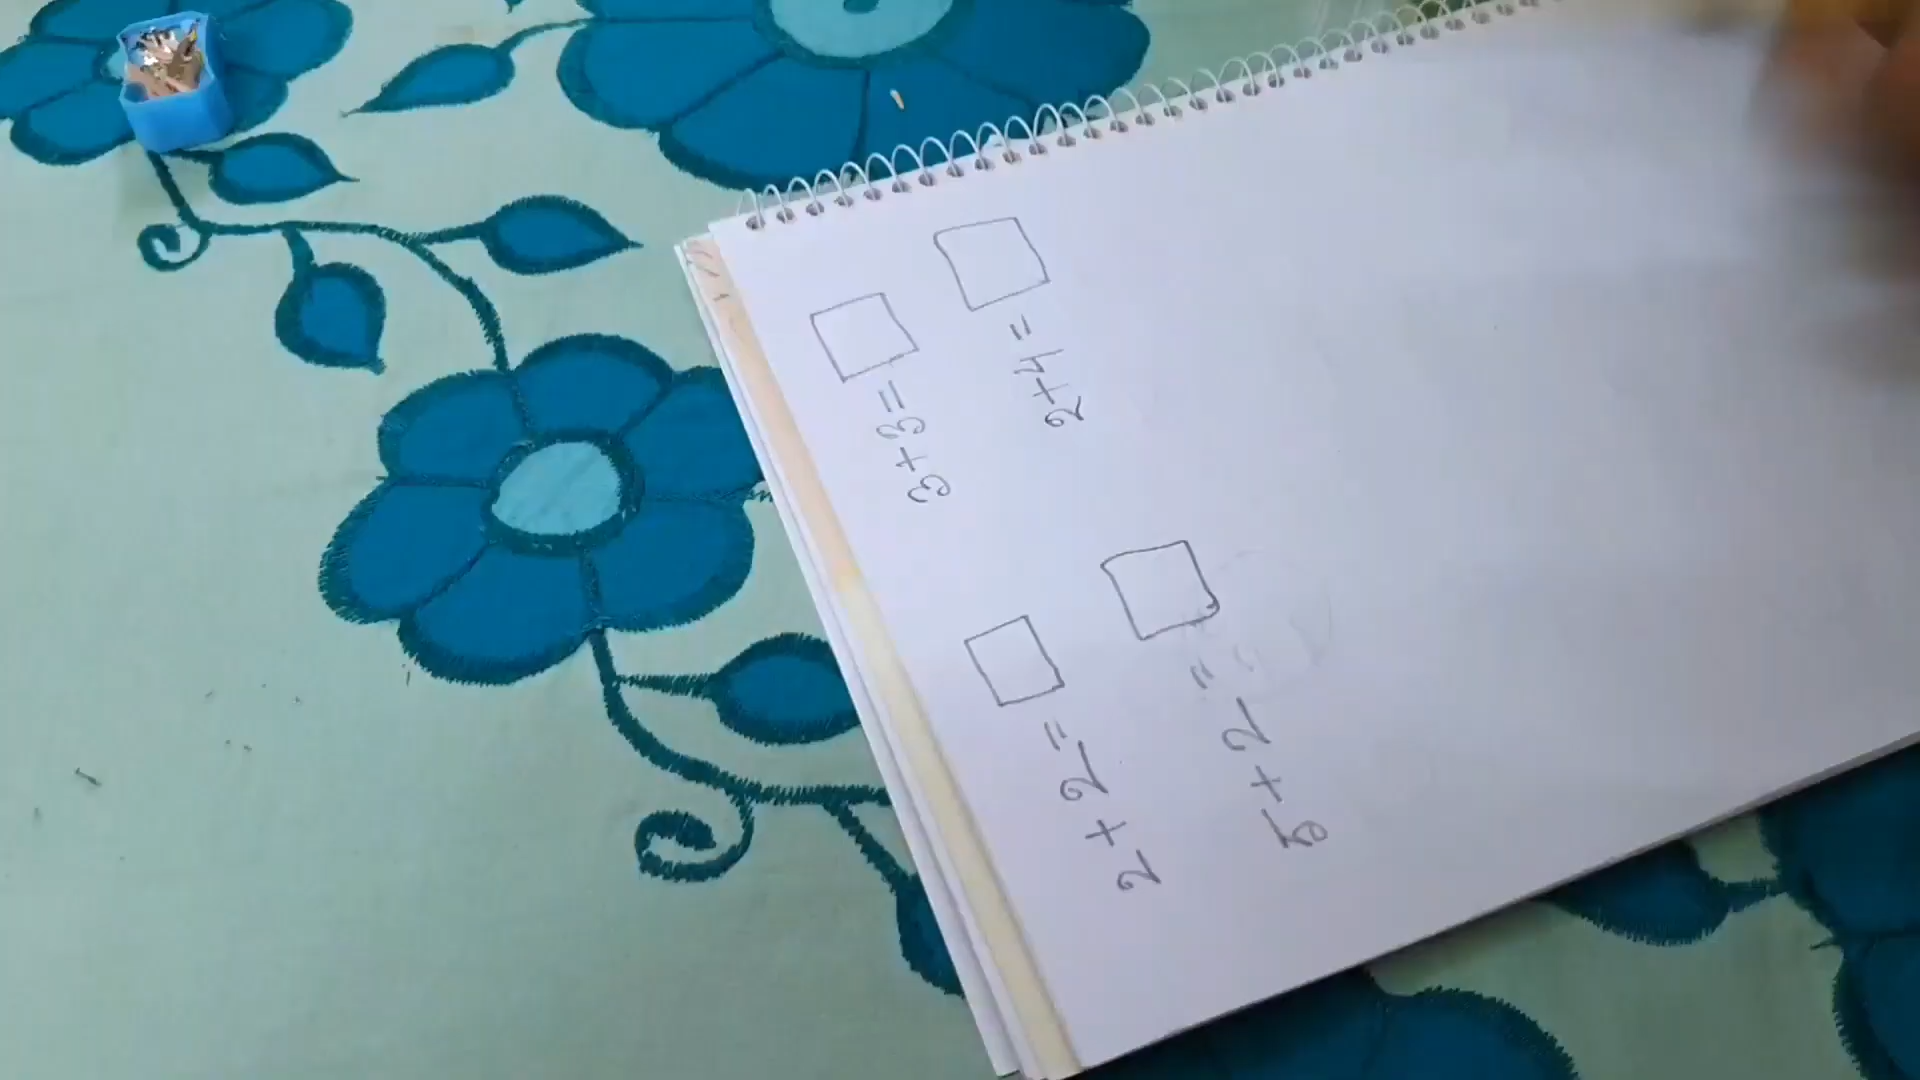 2+2= 3+3=
5+2= 2+4=